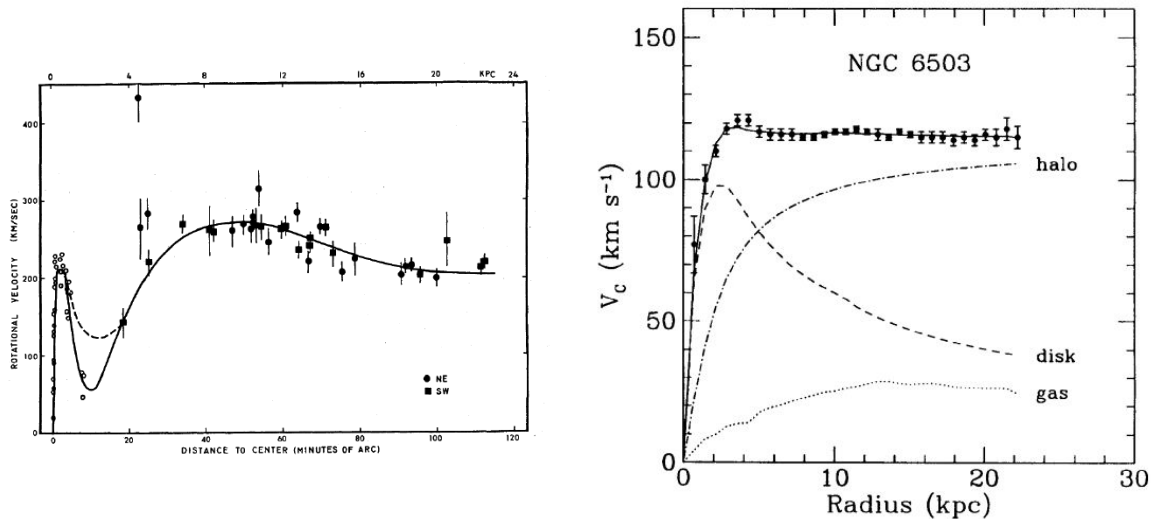 0 4 8 12 16 20 KPC 24
400
300
200
100
0
ROTATIONAL VELOCITY (KM/SEC)
NE
SW
0 20 40 60 80 100 120
DISTANCE TO CENTER (MINUTES OF ARC)
NGC 6503
150
100
50
0
V_c (km s⁻¹)
halo
disk
gas
0 10 20 30
Radius (kpc)